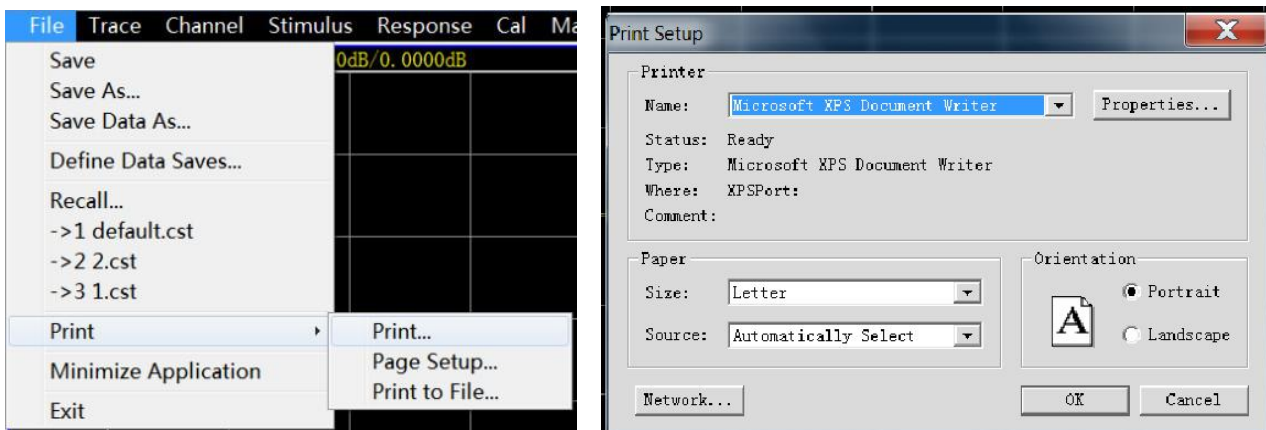 File Trace Channel Stimulus Response Cal
0dB/0.0000dB
Save
Save As...
Save Data As...
Define Data Saves...
Recall...
->1 default.cst
->2 2.cst
->3 1.cst
Print
Print...
Page Setup...
Print to File...
Minimize Application
Exit
Print Setup
Printer
Name: Microsoft XPS Document Writer Properties...
Status: Ready
Type: Microsoft XPS Document Writer
Where: XPSPort:
Comment:
Paper
Size: Letter
Source: Automatically Select
Orientation
A
Portrait
Landscape
Network... OK Cancel